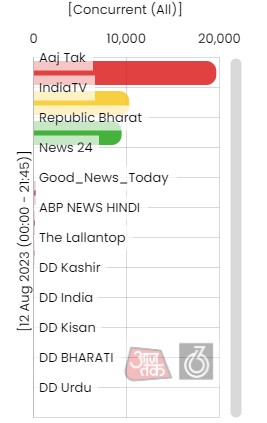 [Concurrent (All)]
0 10,000 20,000
Aaj Tak
IndiaTV
Republic Bharat
News 24
Good_News_Today
ABP NEWS HINDI
The Lallantop
DD Kashir
DD India
DD Kisan
DD BHARATI
DD Urdu
[12 Aug 2023 (00:00 - 21:45)]
आज
तक